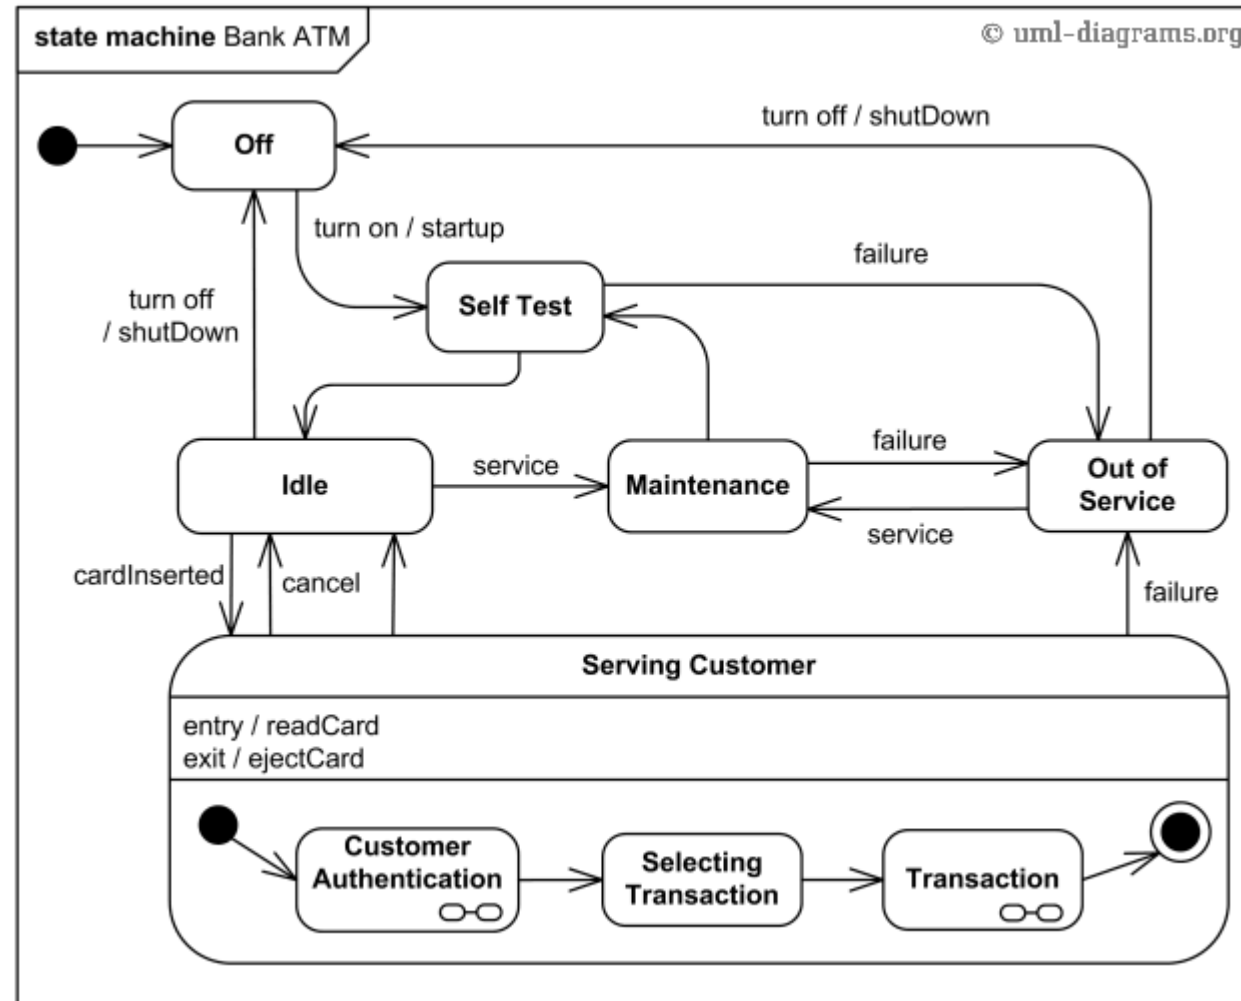 state machine Bank ATM
© uml-diagrams.org
Off
turn off / shutDown
turn on / startup
failure
turn off
/ shutDown
Self Test
Idle
service
Maintenance
failure
Out of
Service
service
cardInserted
cancel
failure
Serving Customer
entry / readCard
exit / ejectCard
Customer
Authentication
Selecting
Transaction
Transaction